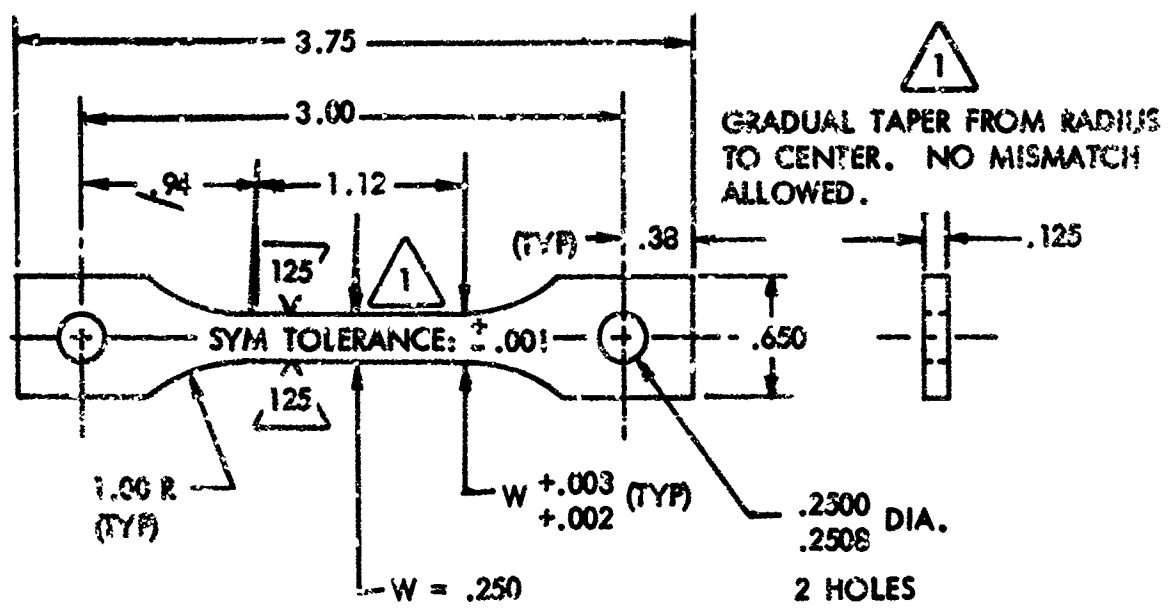 3.75
1
3.00
GRADUAL TAPER FROM RADIUS
TO CENTER. NO MISMATCH
ALLOWED.
.94
1.12
(TYP)
.38
.125
125
1
SYM TOLERANCE: ± .001
.650
125
1.00 R
(TYP)
W +.003 (TYP)
+.002
.2500
.2508 DIA.
W = .250
2 HOLES